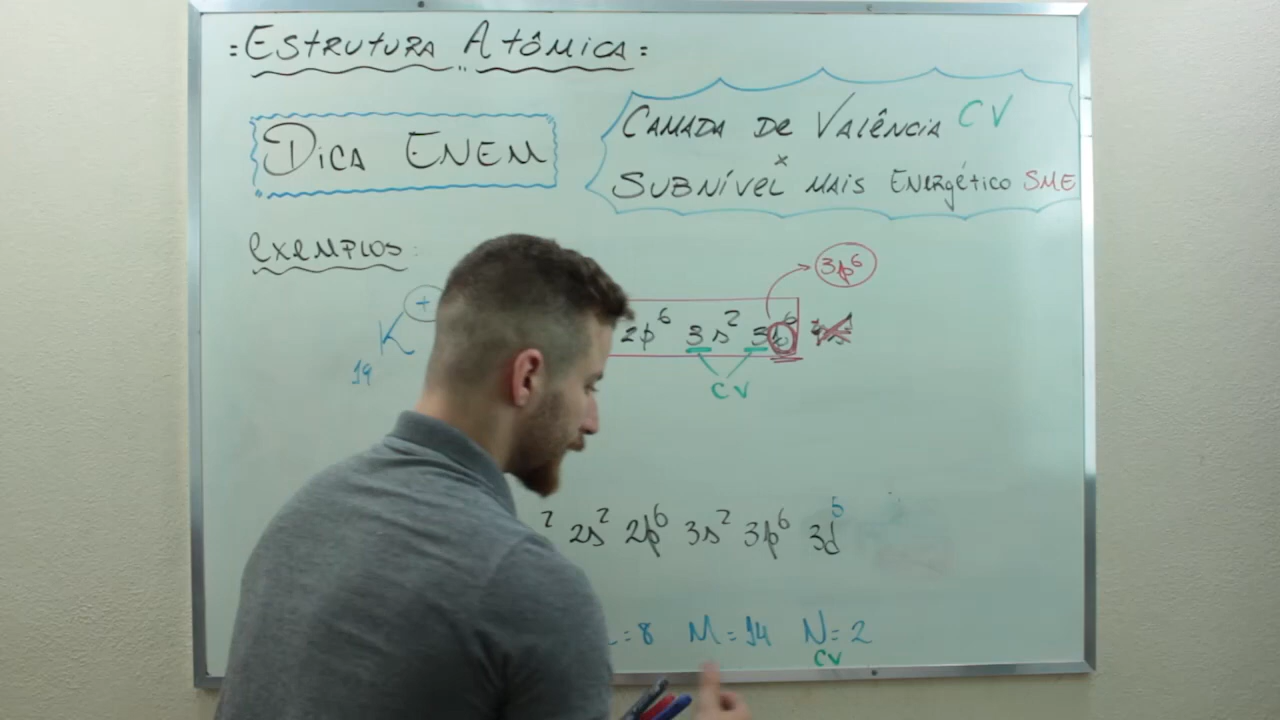 = Estrutura Atômica =
Dica ENEM
Camada de Valência CV
x
Subnível mais Energético SME
exemplos:
3p⁶
+
19 K 2p⁶ 3s² 3p⁶
CV
² 2s² 2p⁶ 3s² 3p⁶ 3d⁵
= 8 M = 14 N = 2
CV